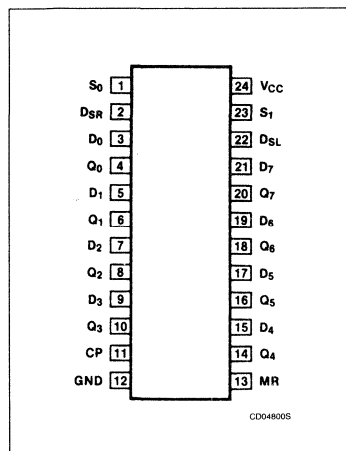 S0 1 24 VCC
DSR 2 23 S1
D0 3 22 DSL
Q0 4 21 D7
D1 5 20 Q7
Q1 6 19 D6
D2 7 18 Q6
Q2 8 17 D5
D3 9 16 Q5
Q3 10 15 D4
CP 11 14 Q4
GND 12 13 MR
CD04800S